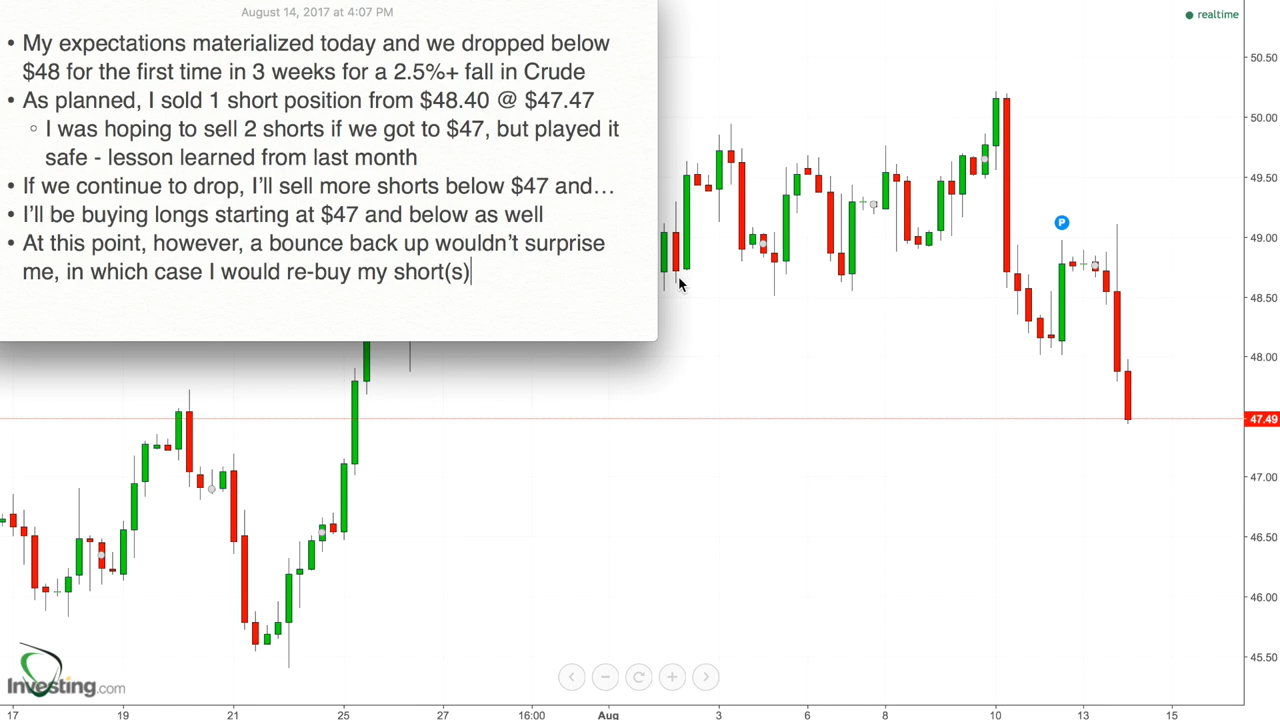 August 14, 2017 at 4:07 PM
realtime
• My expectations materialized today and we dropped below
$48 for the first time in 3 weeks for a 2.5%+ fall in Crude
• As planned, I sold 1 short position from $48.40 @ $47.47
◦ I was hoping to sell 2 shorts if we got to $47, but played it
safe - lesson learned from last month
• If we continue to drop, I'll sell more shorts below $47 and…
• I'll be buying longs starting at $47 and below as well
• At this point, however, a bounce back up wouldn't surprise
me, in which case I would re-buy my short(s)
50.50
50.00
49.50
P
49.00
48.50
48.00
47.49
47.00
46.50
46.00
45.50
Investing.com
17 19 21 25 27 16:00 Aug 3 6 8 10 13 15